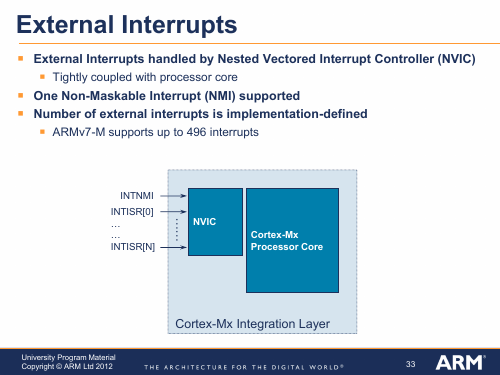 External Interrupts
External Interrupts handled by Nested Vectored Interrupt Controller (NVIC)
Tightly coupled with processor core
One Non-Maskable Interrupt (NMI) supported
Number of external interrupts is implementation-defined
ARMv7-M supports up to 496 interrupts
INTNMI
INTISR[0]
…
…
INTISR[N]
NVIC
Cortex-Mx
Processor Core
Cortex-Mx Integration Layer
University Program Material
Copyright © ARM Ltd 2012
THE ARCHITECTURE FOR THE DIGITAL WORLD®
33
ARM®